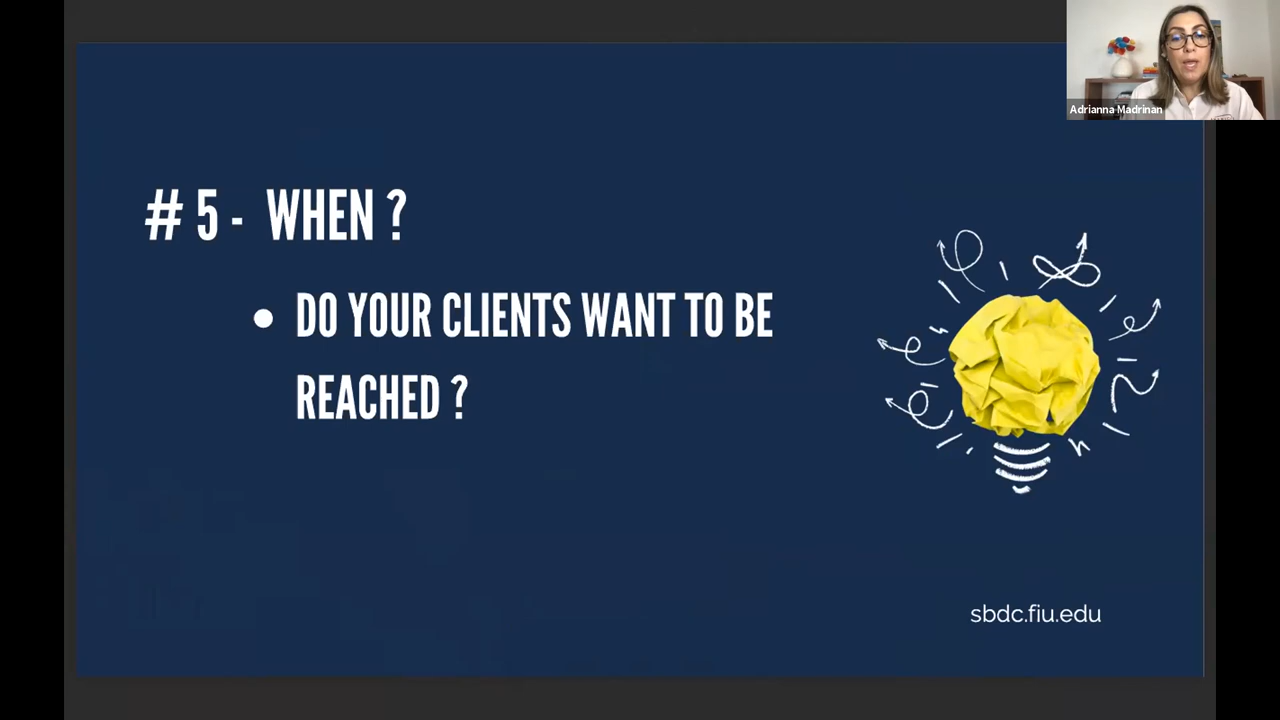 Adrianna Madrinan
# 5 - WHEN ?
• DO YOUR CLIENTS WANT TO BE
REACHED ?
sbdc.fiu.edu